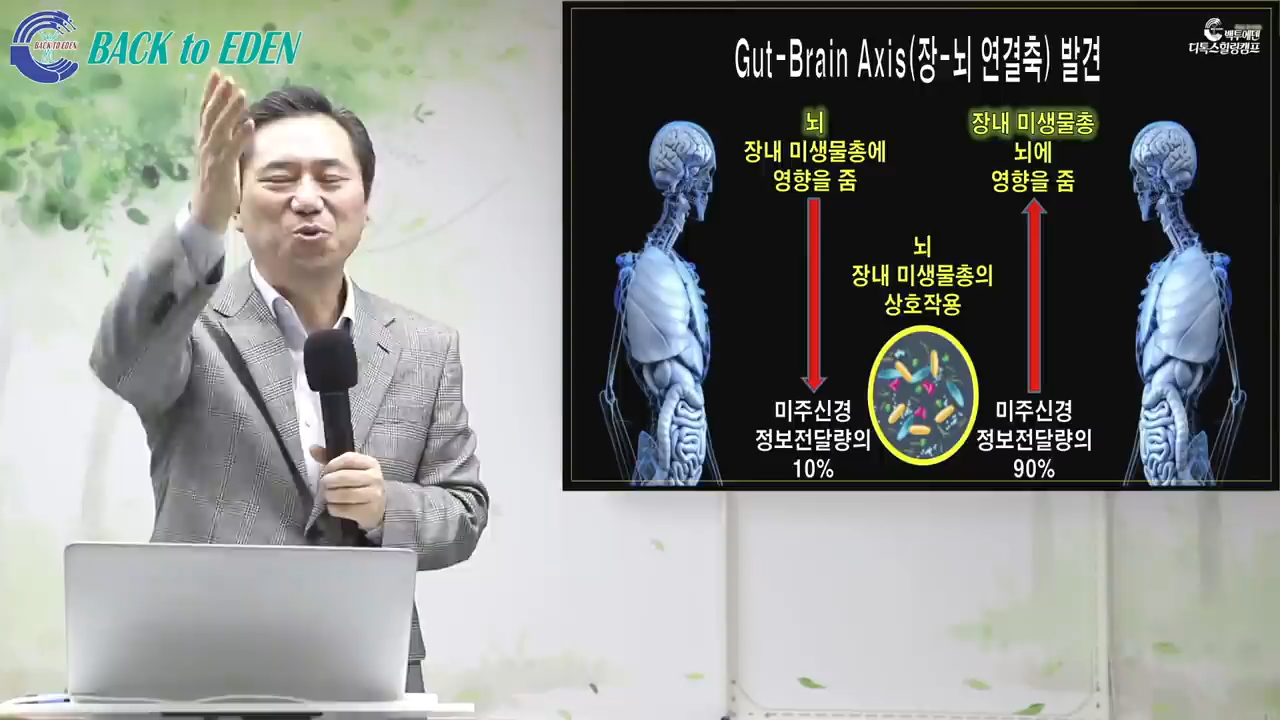 BACK TO EDEN
BACK to EDEN
백투에덴
디톡스힐링캠프
Gut-Brain Axis(장-뇌 연결축) 발견
뇌
장내 미생물총에
영향을 줌
장내 미생물총
뇌에
영향을 줌
뇌
장내 미생물총의
상호작용
미주신경
정보전달량의
10%
미주신경
정보전달량의
90%